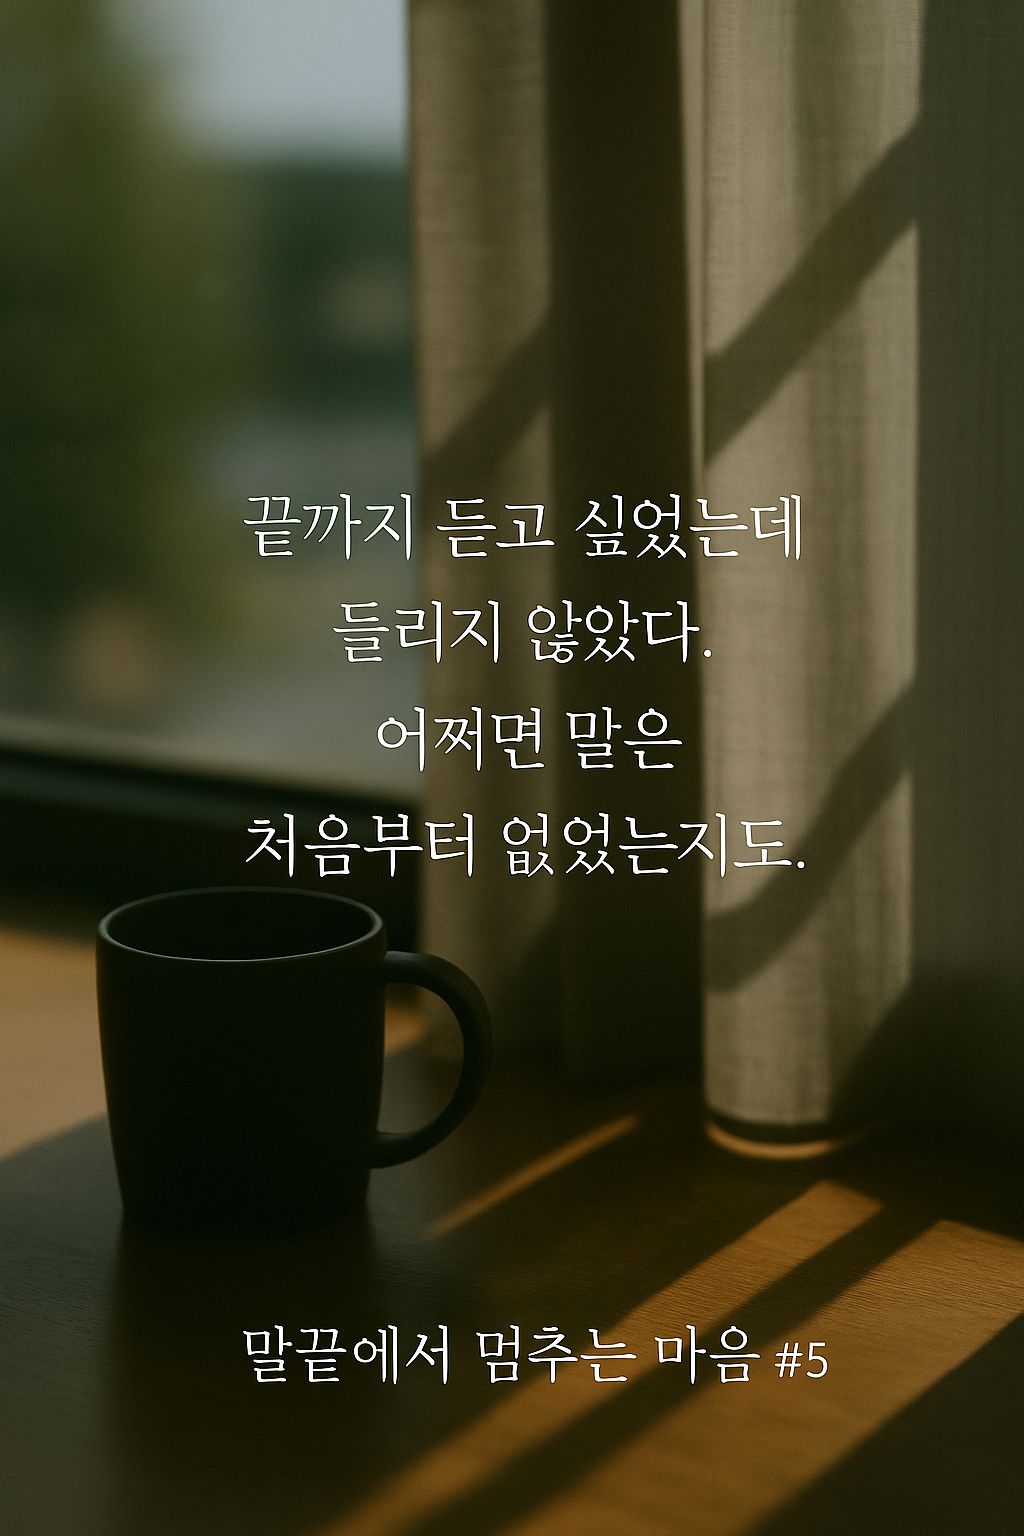 끝까지 듣고 싶었는데
들리지 않았다.
어쩌면 말은
처음부터 없었는지도.
말끝에서 멈추는 마음 #5